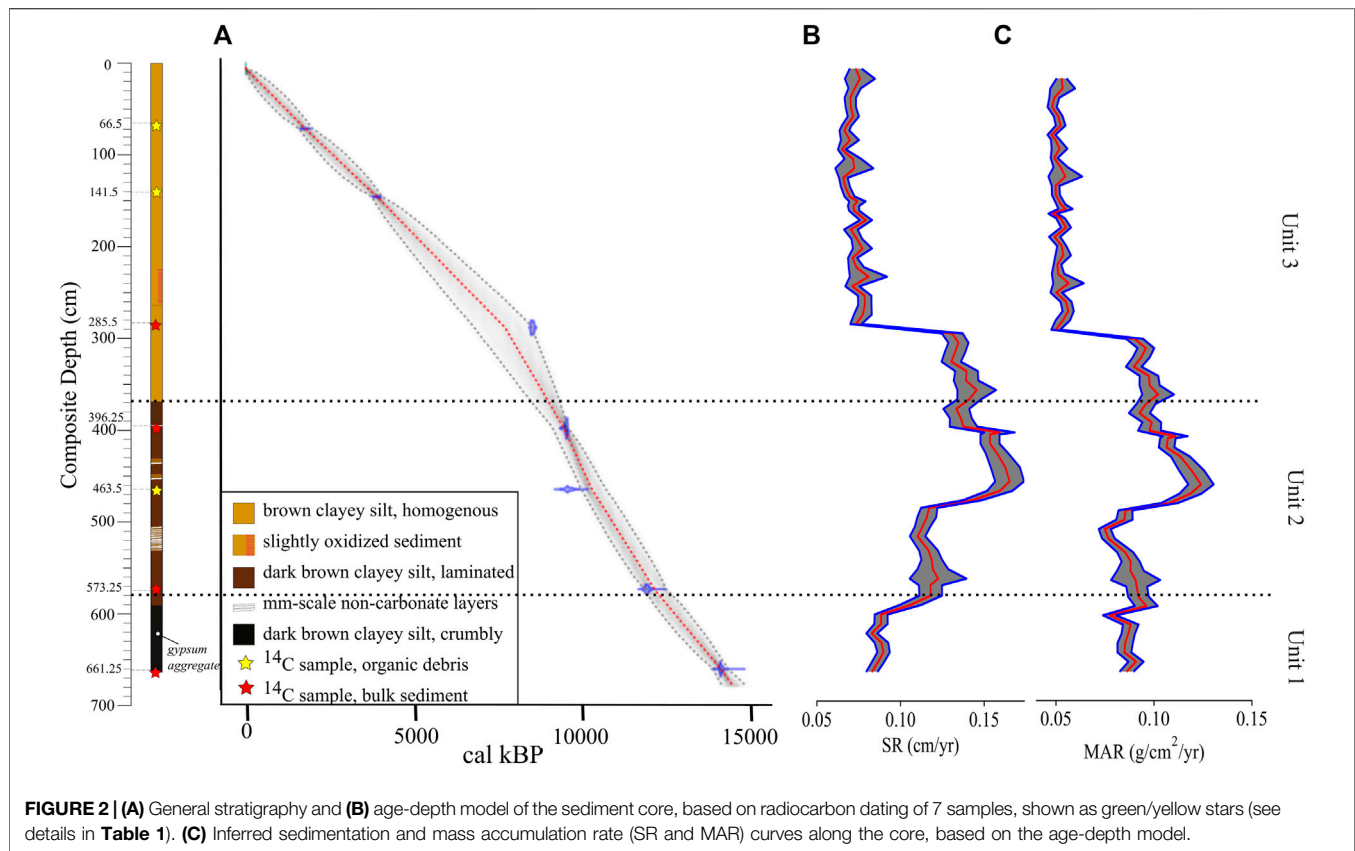 A
B
C
0
66.5
100
141.5
200
285.5
300
396.25
400
463.5
500
573.25
600
661.25
700
Composite Depth (cm)
gypsum
aggregate
brown clayey silt, homogenous
slightly oxidized sediment
dark brown clayey silt, laminated
mm-scale non-carbonate layers
dark brown clayey silt, crumbly
14C sample, organic debris
14C sample, bulk sediment
0 5000 10000 15000
cal kBP
0.05 0.10 0.15
SR (cm/yr)
0.05 0.10 0.15
MAR (g/cm2/yr)
Unit 3
Unit 2
Unit 1
FIGURE 2 | (A) General stratigraphy and (B) age-depth model of the sediment core, based on radiocarbon dating of 7 samples, shown as green/yellow stars (see
details in Table 1). (C) Inferred sedimentation and mass accumulation rate (SR and MAR) curves along the core, based on the age-depth model.